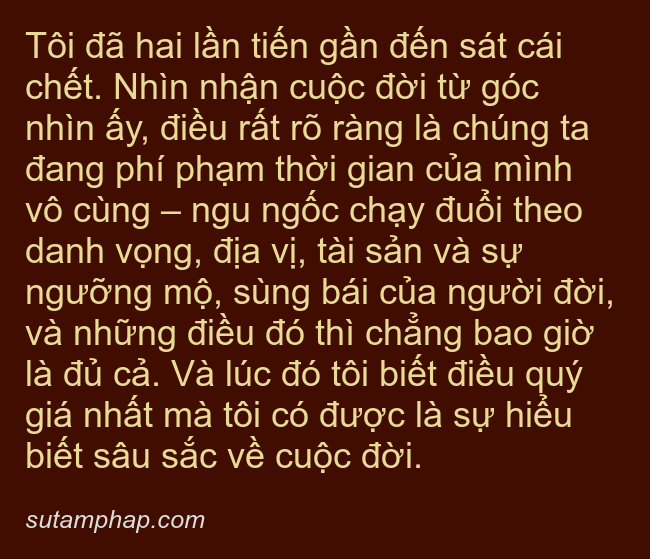 Tôi đã hai lần tiến gần đến sát cái
chết. Nhìn nhận cuộc đời từ góc
nhìn ấy, điều rất rõ ràng là chúng ta
đang phí phạm thời gian của mình
vô cùng – ngu ngốc chạy đuổi theo
danh vọng, địa vị, tài sản và sự
ngưỡng mộ, sùng bái của người đời,
và những điều đó thì chẳng bao giờ
là đủ cả. Và lúc đó tôi biết điều quý
giá nhất mà tôi có được là sự hiểu
biết sâu sắc về cuộc đời.
sutamphap.com